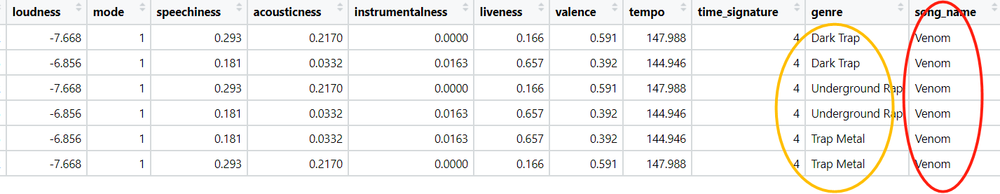 loudness mode speechiness acousticness instrumentalness liveness valence tempo time_signature genre song_name
-7.668 1 0.293 0.2170 0.0000 0.166 0.591 147.988 4 Dark Trap Venom
-6.856 1 0.181 0.0332 0.0163 0.657 0.392 144.946 4 Dark Trap Venom
-7.668 1 0.293 0.2170 0.0000 0.166 0.591 147.988 4 Underground Rap Venom
-6.856 1 0.181 0.0332 0.0163 0.657 0.392 144.946 4 Underground Rap Venom
-6.856 1 0.181 0.0332 0.0163 0.657 0.392 144.946 4 Trap Metal Venom
-7.668 1 0.293 0.2170 0.0000 0.166 0.591 147.988 4 Trap Metal Venom